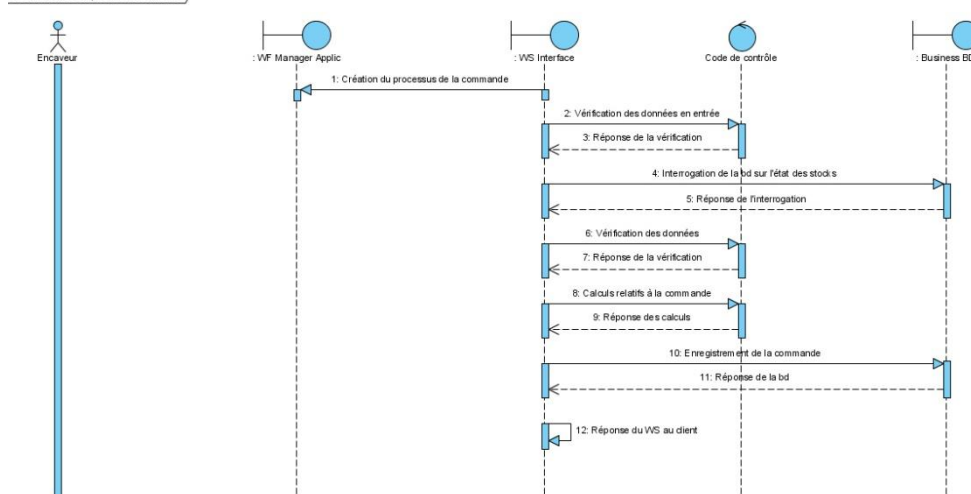 Encaveur
: WF Manager Applic
: WS Interface
Code de contrôle
: Business BD
1: Création du processus de la commande
2: Vérification des données en entrée
3: Réponse de la vérification
4: Interrogation de la bd sur l'état des stocks
5: Réponse de l'interrogation
6: Vérification des données
7: Réponse de la vérification
8: Calculs relatifs à la commande
9: Réponse des calculs
10: Enregistrement de la commande
11: Réponse de la bd
12: Réponse du WS au client